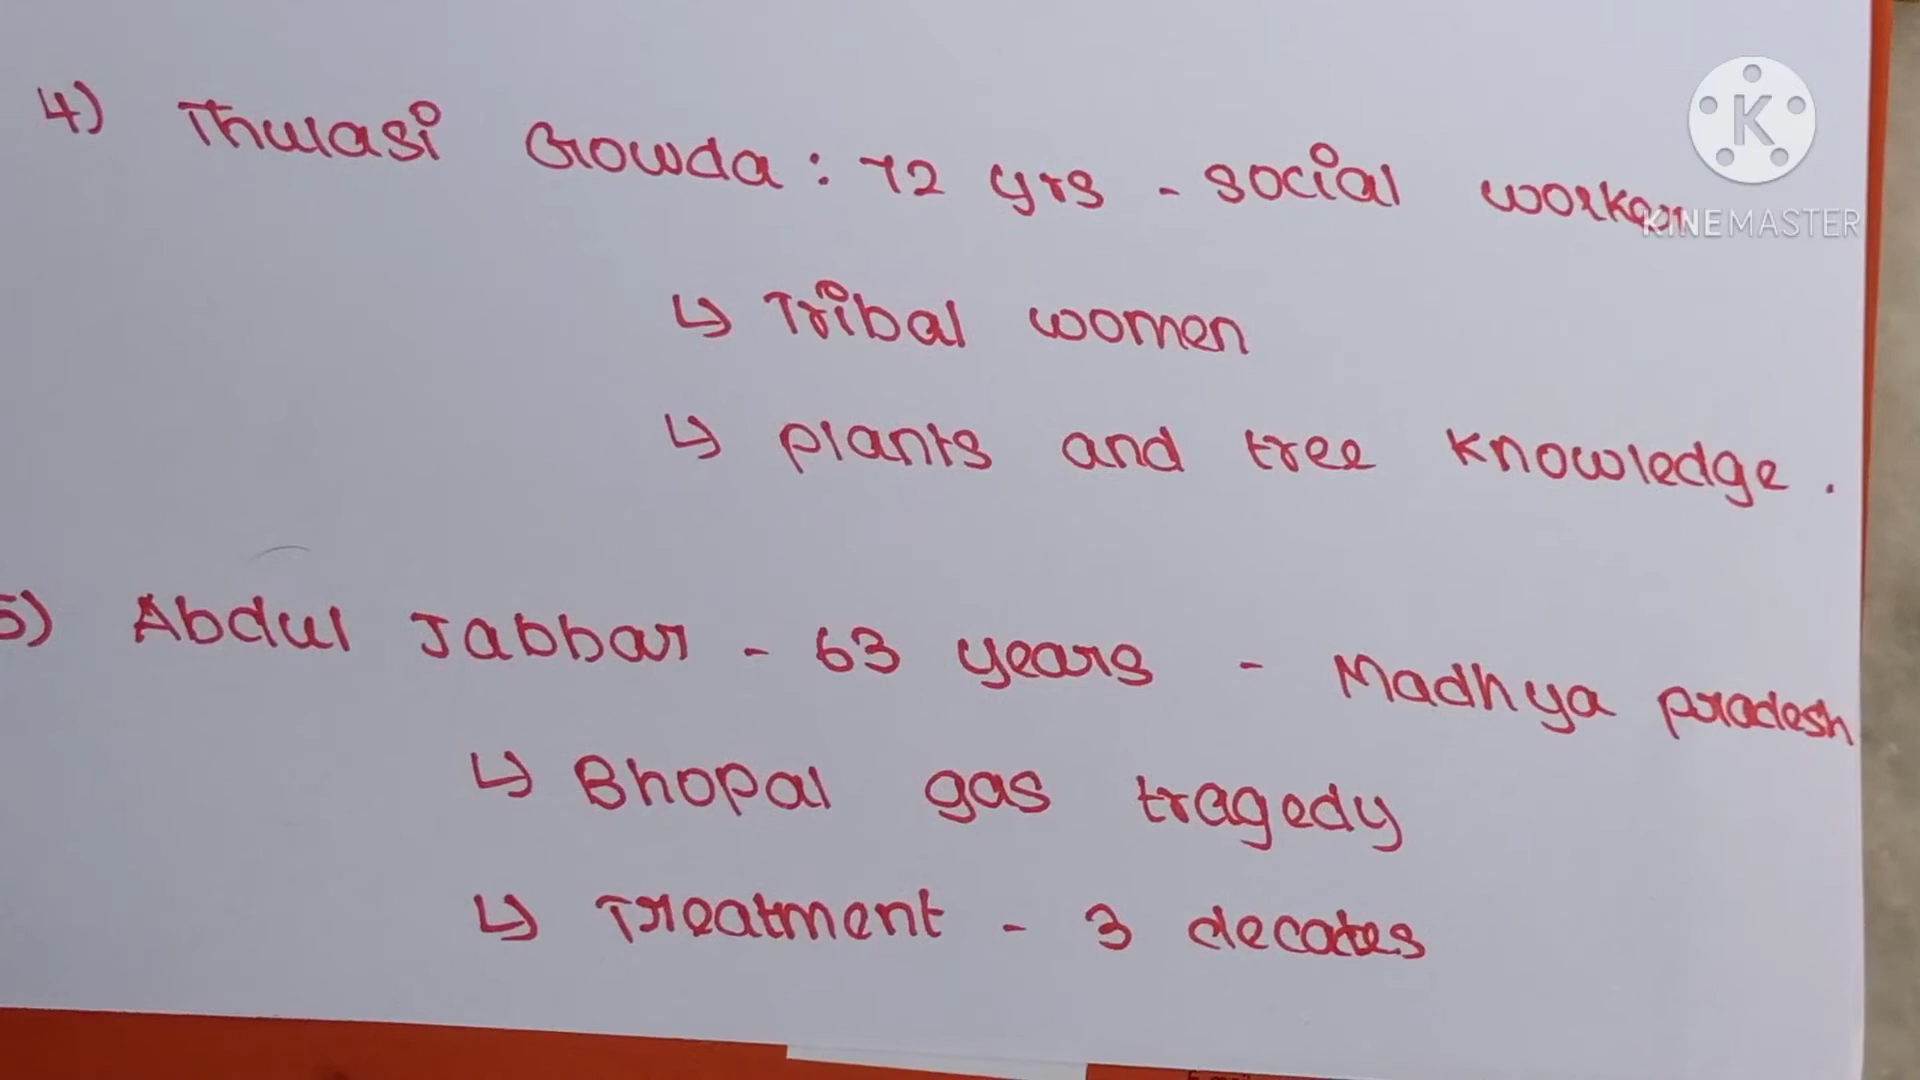 4) Thulasi Gowda : 72 yrs - social worker
KINEMASTER
↳ Tribal women
↳ plants and tree knowledge .
5) Abdul Jabbar - 63 years - Madhya pradesh
↳ Bhopal gas tragedy
↳ Treatment - 3 decates